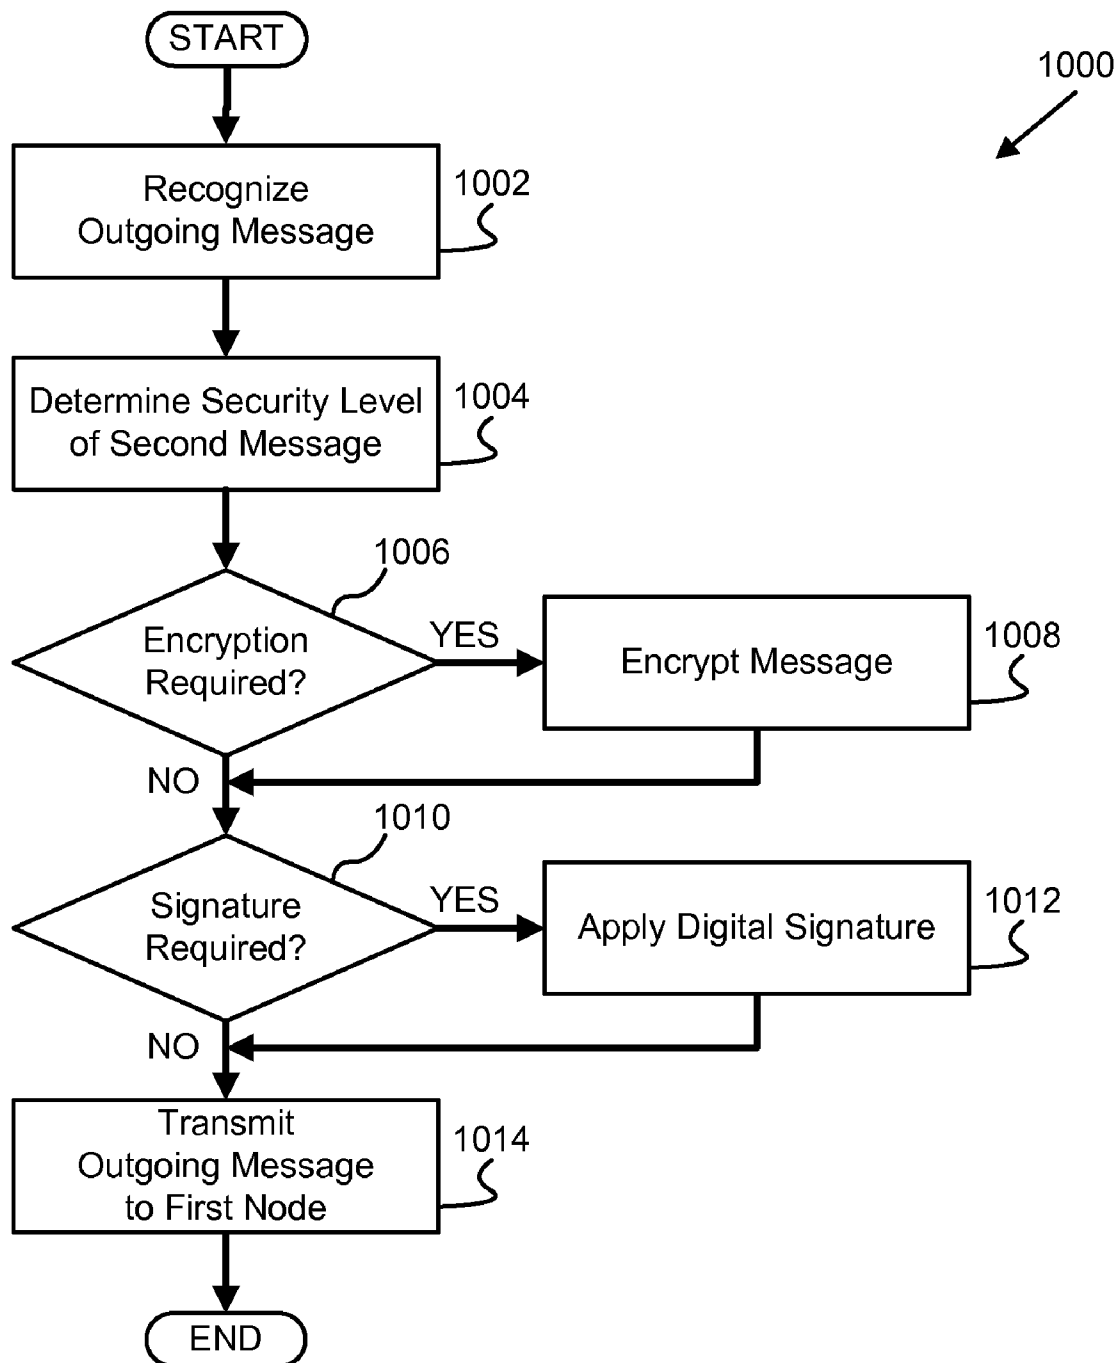 START
1000
Recognize
Outgoing Message
1002
Determine Security Level
of Second Message
1004
1006
Encryption
Required?
YES
Encrypt Message
1008
NO
1010
Signature
Required?
YES
Apply Digital Signature
1012
NO
Transmit
Outgoing Message
to First Node
1014
END